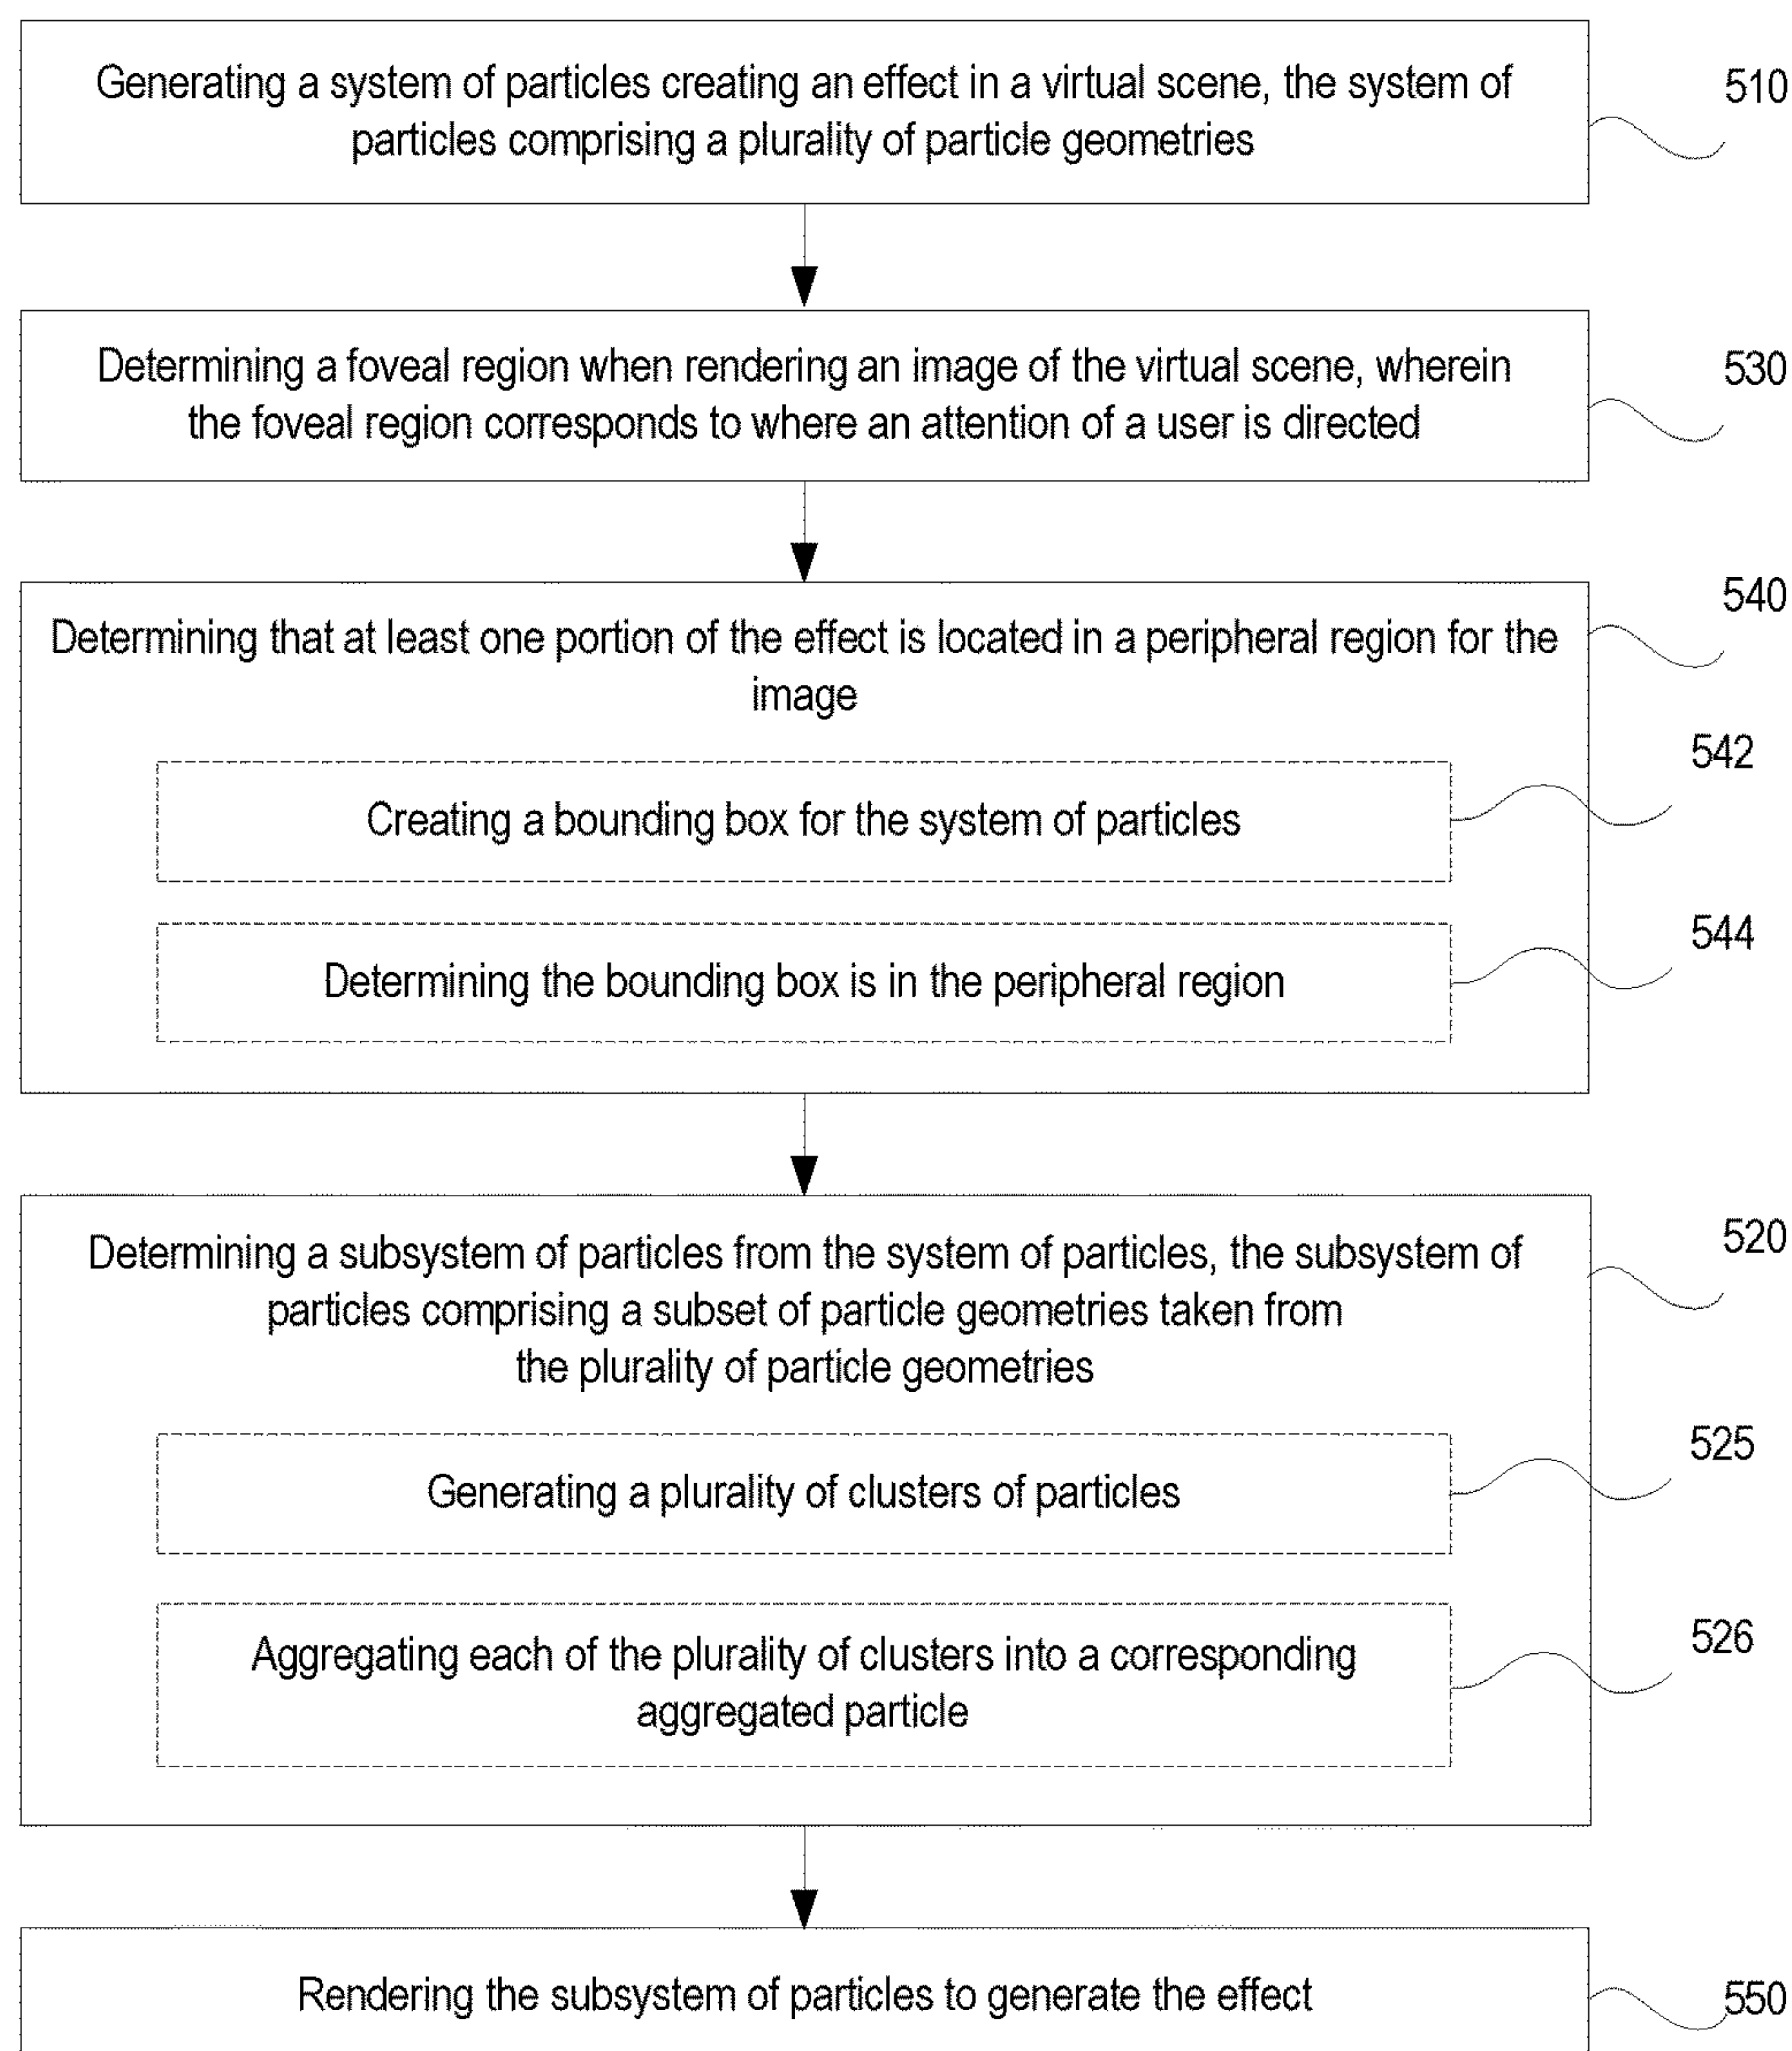 Generating a system of particles creating an effect in a virtual scene, the system of
particles comprising a plurality of particle geometries
510
Determining a foveal region when rendering an image of the virtual scene, wherein
the foveal region corresponds to where an attention of a user is directed
530
Determining that at least one portion of the effect is located in a peripheral region for the
image
540
Creating a bounding box for the system of particles
542
Determining the bounding box is in the peripheral region
544
Determining a subsystem of particles from the system of particles, the subsystem of
particles comprising a subset of particle geometries taken from
the plurality of particle geometries
520
Generating a plurality of clusters of particles
525
Aggregating each of the plurality of clusters into a corresponding
aggregated particle
526
Rendering the subsystem of particles to generate the effect
550